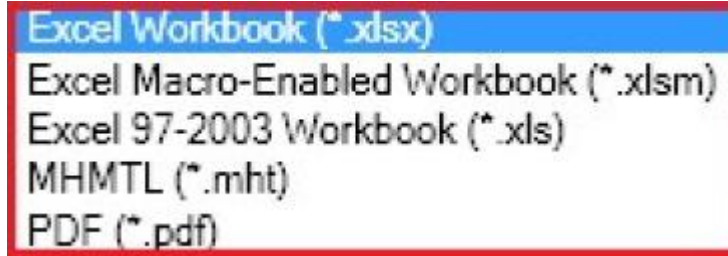 Excel Workbook (*.xlsx)
Excel Macro-Enabled Workbook (*.xlsm)
Excel 97-2003 Workbook (*.xls)
MHMTL (*.mht)
PDF (*.pdf)